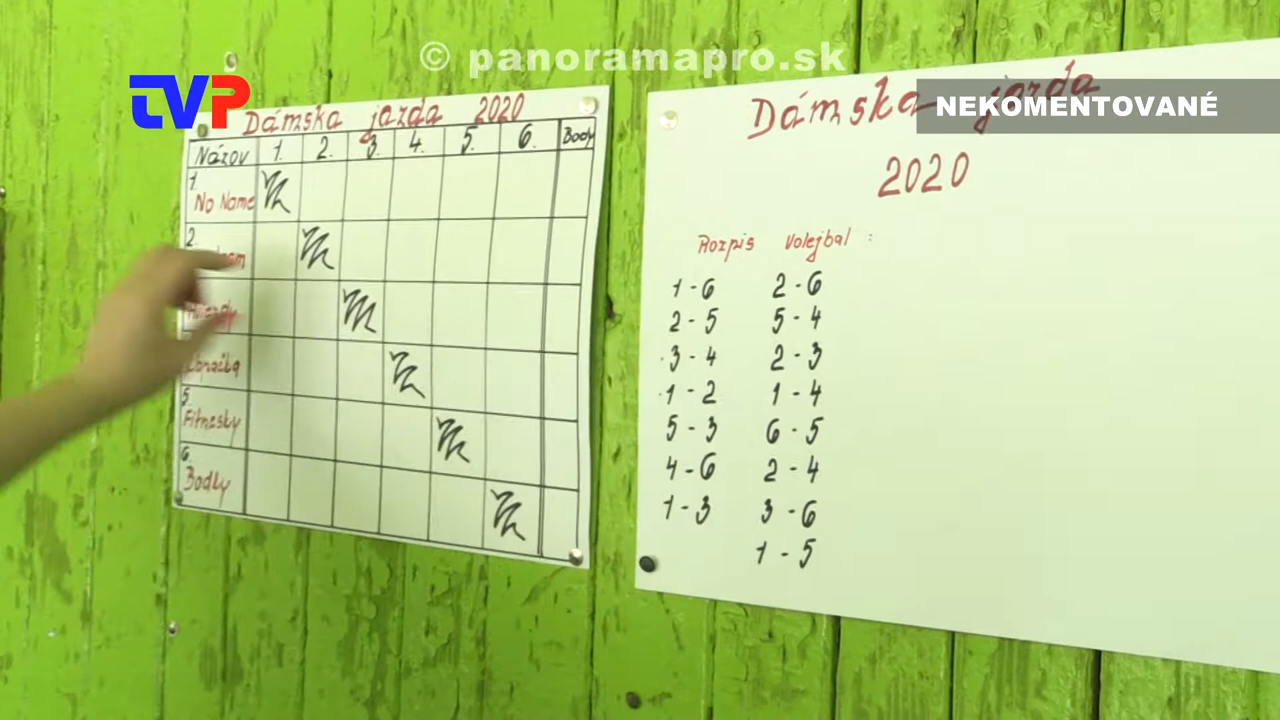 © panoramapro.sk
TVP
NEKOMENTOVANÉ
Dámska jazda 2020
Názov 1. 2. 3. 4. 5. 6. Body
1. No Name
2.
5. Fitnesky
6. Bodly
Dámska jazda
2020
Rozpis Volejbal :
1-6 2-6
2-5 5-4
3-4 2-3
1-2 1-4
5-3 6-5
4-6 2-4
1-3 3-6
1-5